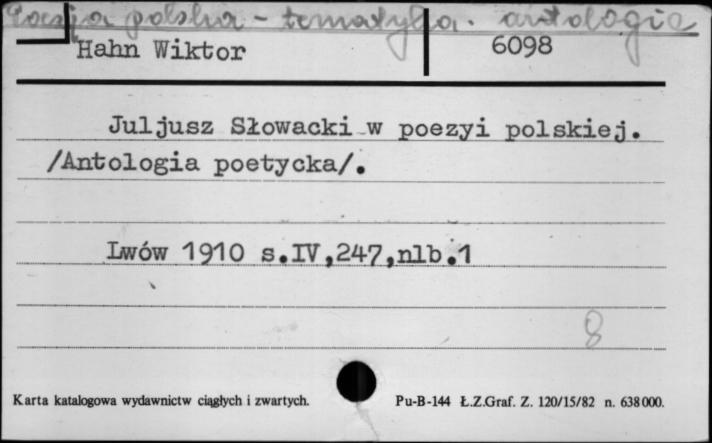 Poezja polska - tematyka. antologie
Hahn Wiktor 6098
Juljusz Słowacki w poezyi polskiej.
/Antologia poetycka/.
Lwów 1910 s.IV,247,nlb.1
8
Karta katalogowa wydawnictw ciągłych i zwartych. Pu-B-144 Ł.Z.Graf. Z. 120/15/82 n. 638000.